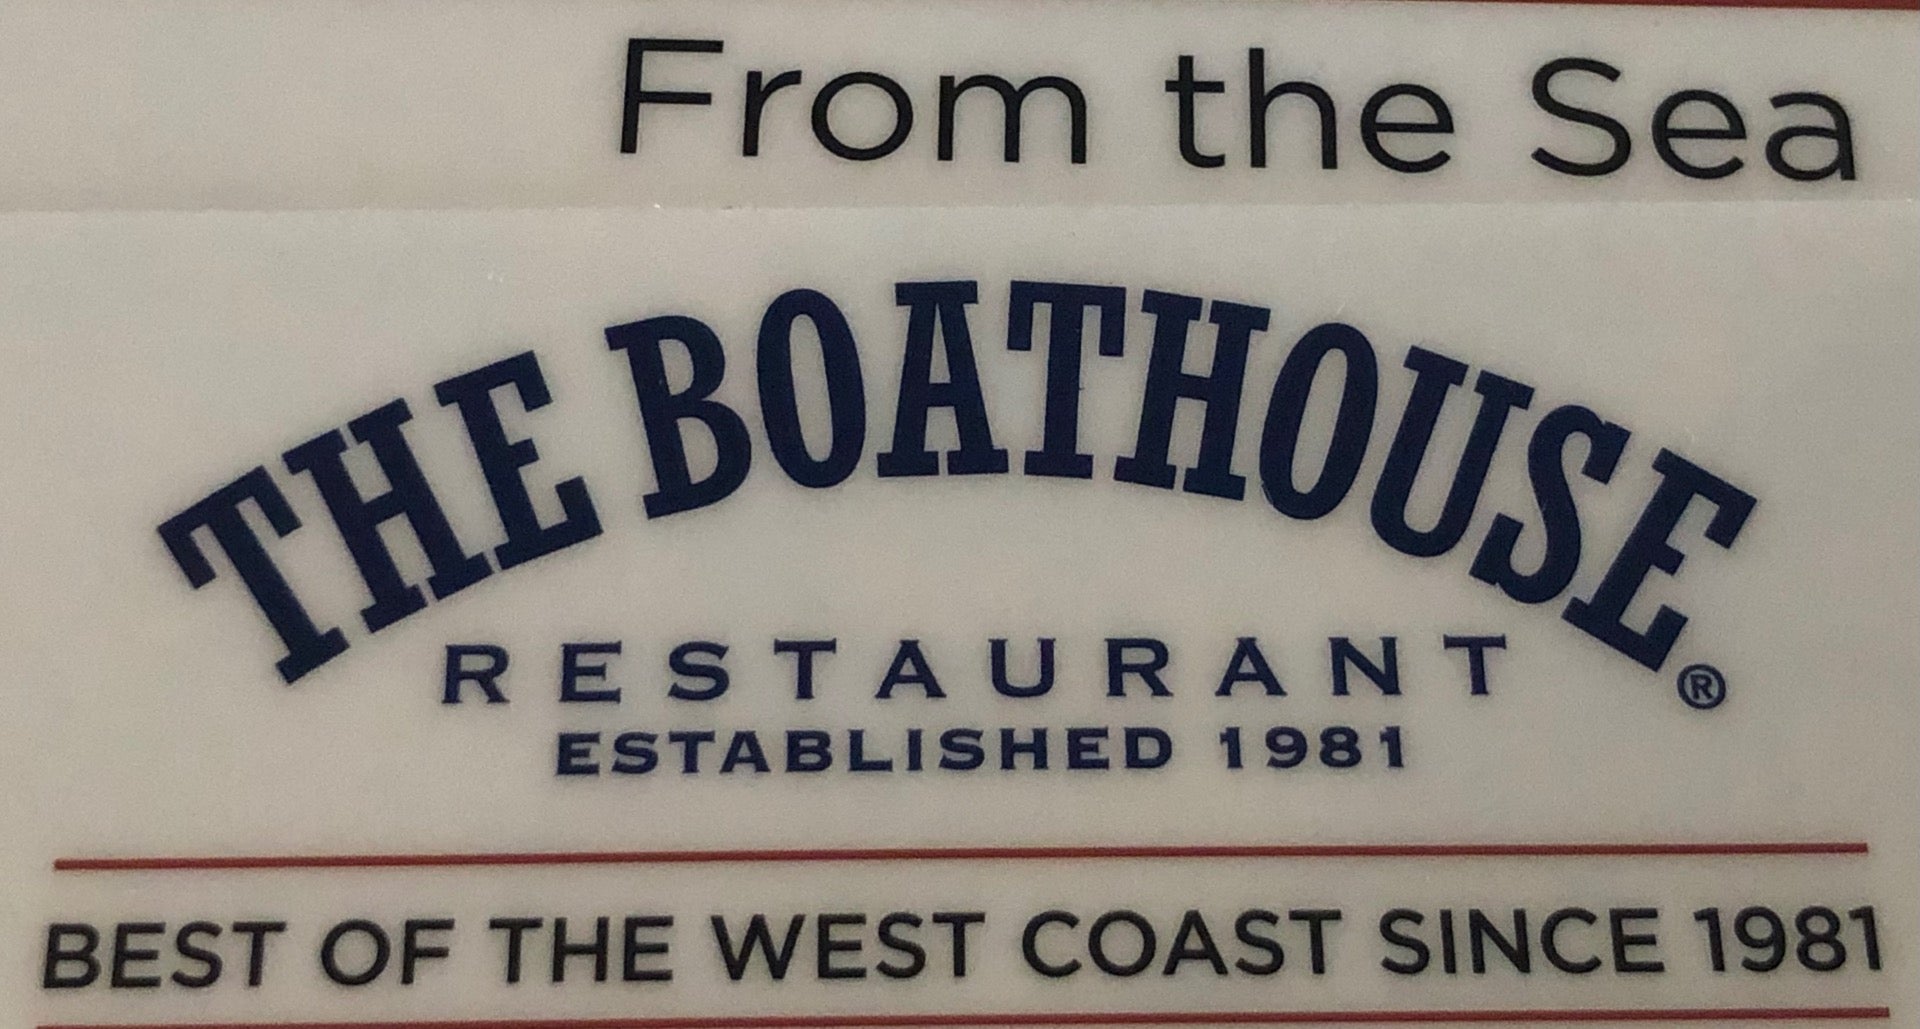 From the Sea
THE BOATHOUSE®
RESTAURANT
ESTABLISHED 1981
BEST OF THE WEST COAST SINCE 1981